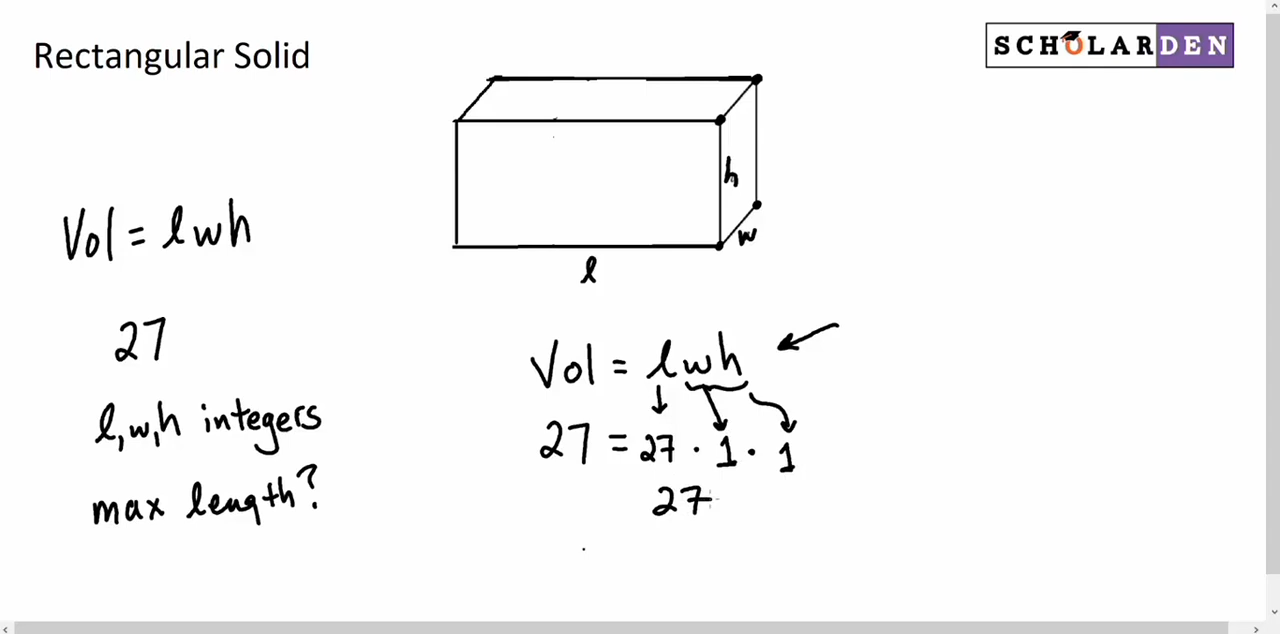 Rectangular Solid
SCHOLARDEN
h
w
l
Vol = lwh
27
l,w,h integers
max length?
Vol = lwh
27 = 27 · 1 · 1
27